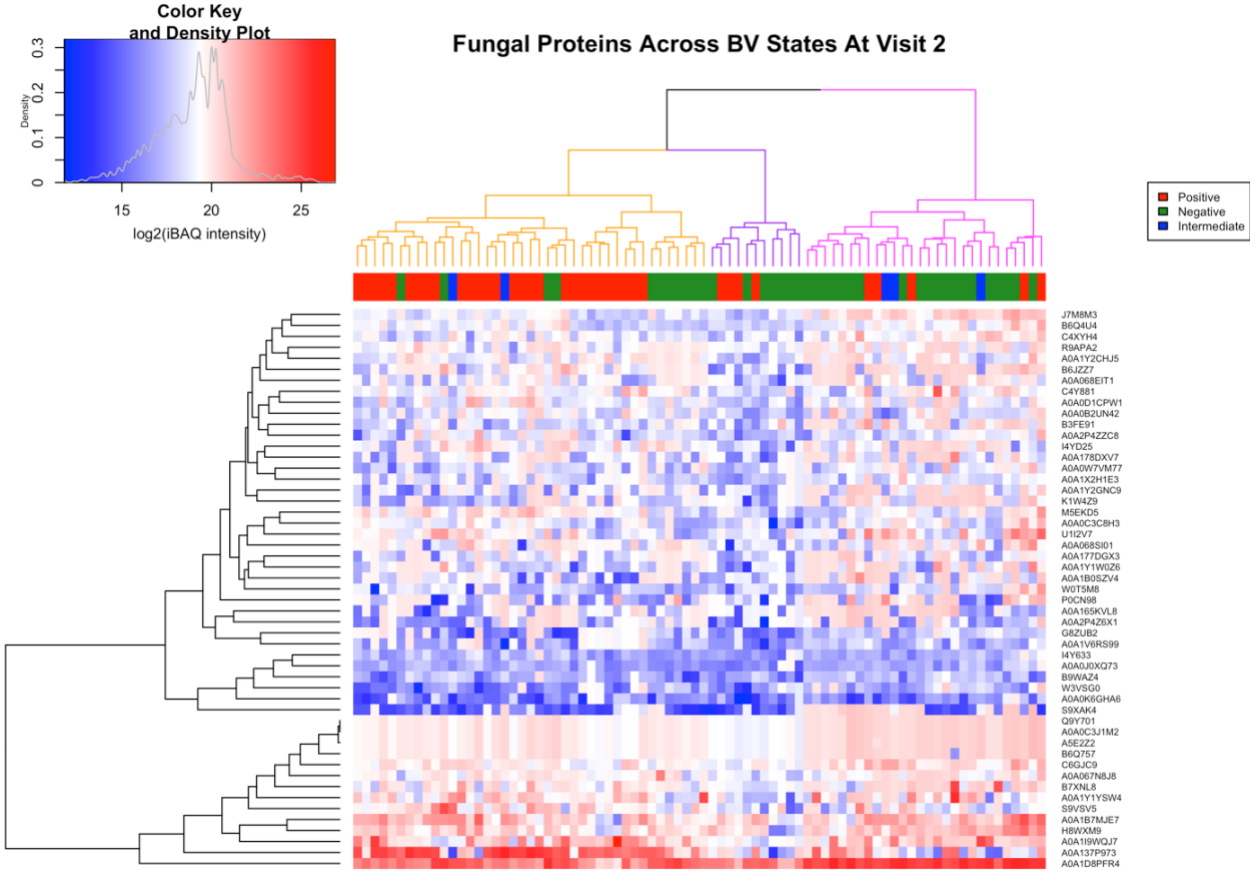 Color Key
and Density Plot
Density
0
0.1
0.2
0.3
15 20 25
log2(iBAQ intensity)
Fungal Proteins Across BV States At Visit 2
Positive
Negative
Intermediate
J7M8M3
B6Q4U4
C4XYH4
R9APA2
A0A1Y2CHJ5
B6JZZ7
A0A068EIT1
C4Y881
A0A0D1CPW1
A0A0B2UN42
B3FE91
A0A2P4ZZC8
I4YD25
A0A178DXV7
A0A0W7VM77
A0A1X2H1E3
A0A1Y2GNC9
K1W4Z9
M5EKD5
A0A0C3C8H3
U1I2V7
A0A068SI01
A0A177DGX3
A0A1Y1W0Z6
A0A1B0SZV4
W0T5M8
P0CN98
A0A165KVL8
A0A2P4Z6X1
G8ZUB2
A0A1V6RS99
I4Y633
A0A0J0XQ73
B9WAZ4
W3VSG0
A0A0K6GHA6
S9XAK4
Q9Y701
A0A0C3J1M2
A5E2Z2
B6Q757
C6GJC9
A0A067N8J8
B7XNL8
A0A1Y1YSW4
S9VSV5
A0A1B7MJE7
H8WXM9
A0A1I9WQJ7
A0A137P973
A0A1D8PFR4